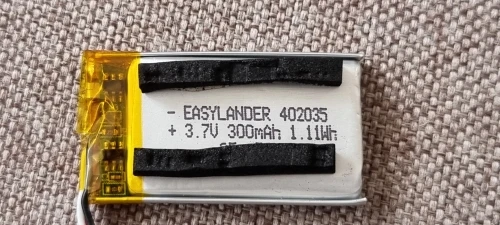 - EASYLANDER 402035
+ 3.7V 300mAh 1.11Wh